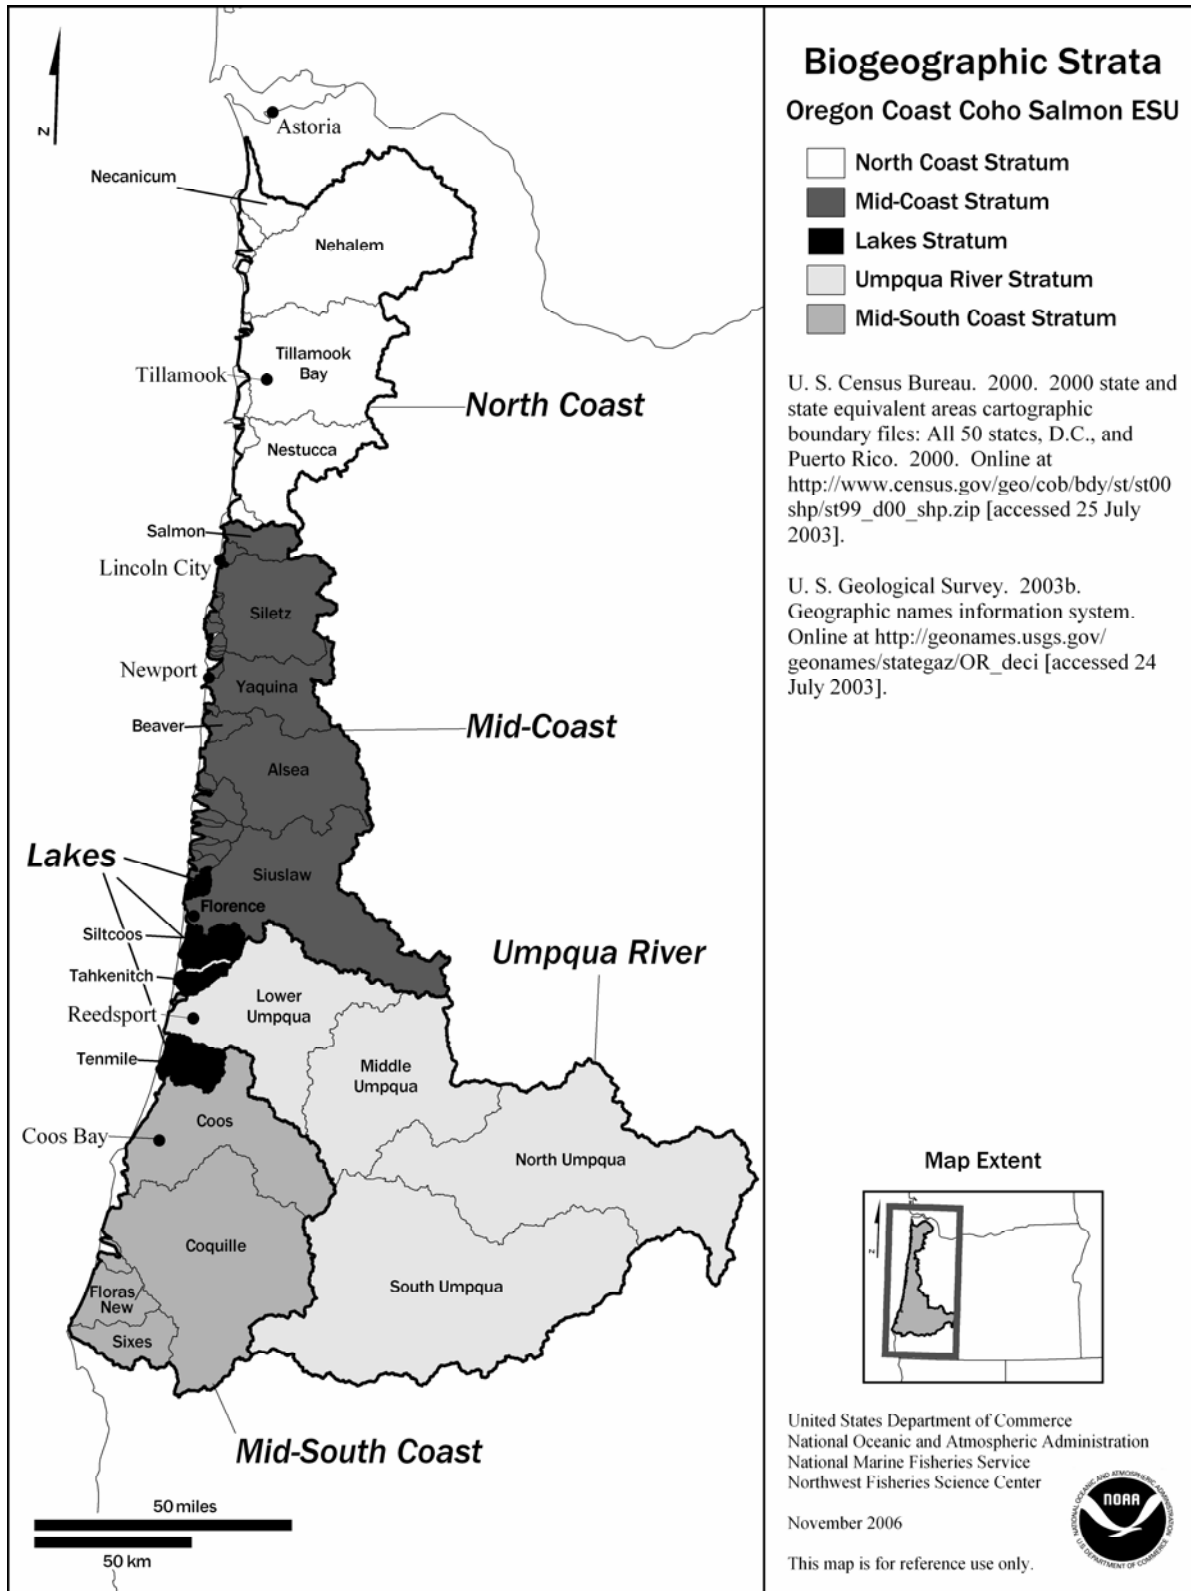 Biogeographic Strata
Oregon Coast Coho Salmon ESU
North Coast Stratum
Mid-Coast Stratum
Lakes Stratum
Umpqua River Stratum
Mid-South Coast Stratum
U. S. Census Bureau. 2000. 2000 state and
state equivalent areas cartographic
boundary files: All 50 states, D.C., and
Puerto Rico. 2000. Online at
http://www.census.gov/geo/cob/bdy/st/st00
shp/st99_d00_shp.zip [accessed 25 July
2003].
U. S. Geological Survey. 2003b.
Geographic names information system.
Online at http://geonames.usgs.gov/
geonames/stategaz/OR_deci [accessed 24
July 2003].
N
Astoria
Necanicum
Nehalem
Tillamook
Bay
Tillamook
North Coast
Nestucca
Salmon
Lincoln City
Siletz
Newport
Yaquina
Beaver
Mid-Coast
Alsea
Lakes
Siuslaw
Florence
Siltcoos
Umpqua River
Tahkenitch
Lower
Umpqua
Reedsport
Tenmile
Middle
Umpqua
Coos
Coos Bay
North Umpqua
Coquille
South Umpqua
Floras
New
Sixes
Mid-South Coast
50 miles
50 km
Map Extent
N
United States Department of Commerce
National Oceanic and Atmospheric Administration
National Marine Fisheries Service
Northwest Fisheries Science Center
November 2006
This map is for reference use only.
NATIONAL OCEANIC AND ATMOSPHERIC ADMINISTRATION
NOAA
U.S. DEPARTMENT OF COMMERCE